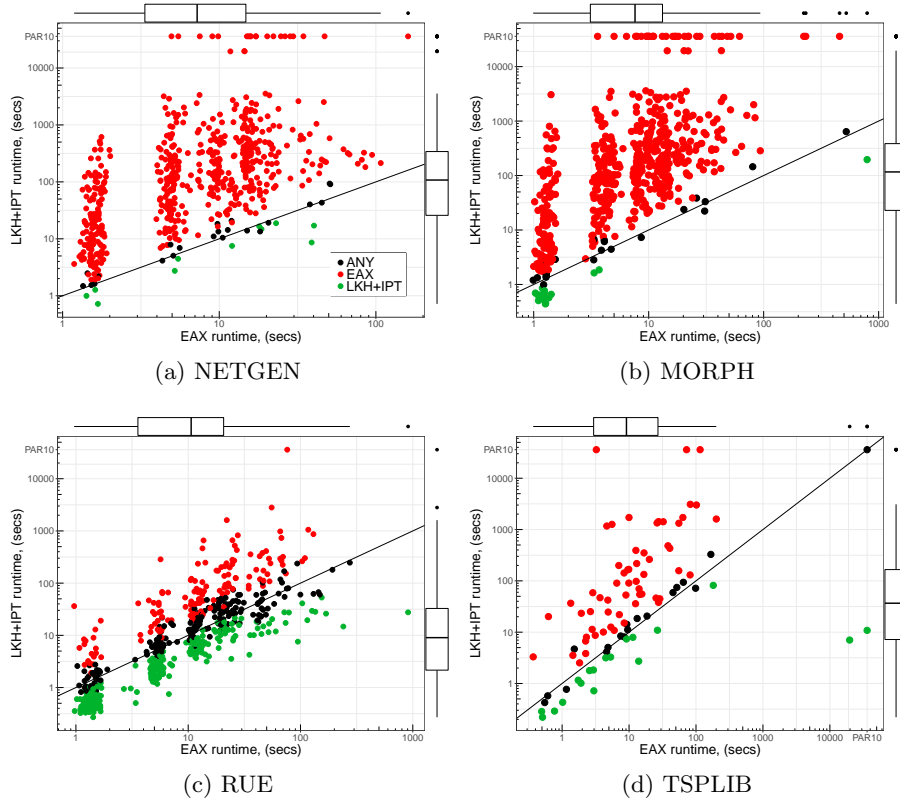 PAR10
10000
1000
100
10
1
LKH+IPT runtime, (secs)
ANY
EAX
LKH+IPT
1
10
100
EAX runtime, (secs)
(a) NETGEN
PAR10
10000
1000
100
10
1
LKH+IPT runtime, (secs)
1
10
100
1000
EAX runtime, (secs)
(b) MORPH
PAR10
10000
1000
100
10
1
LKH+IPT runtime, (secs)
1
10
100
1000
EAX runtime, (secs)
(c) RUE
PAR10
10000
1000
100
10
1
LKH+IPT runtime, (secs)
1
10
100
1000
10000
PAR10
EAX runtime, (secs)
(d) TSPLIB